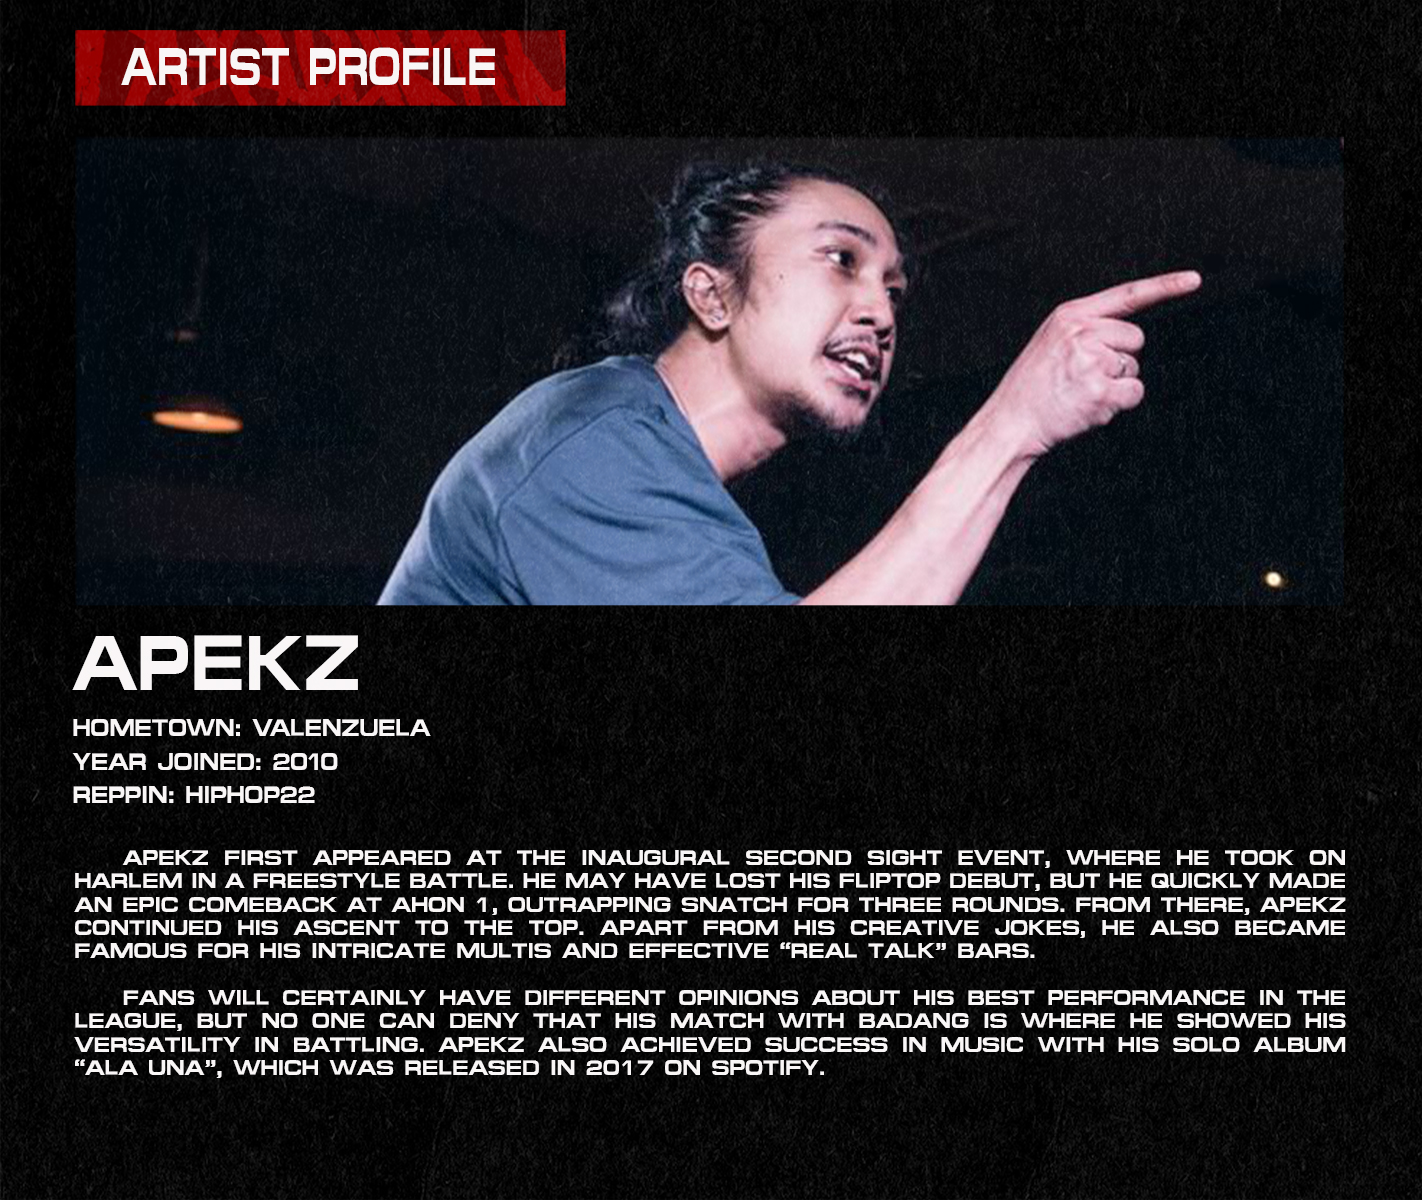 ARTIST PROFILE
APEKZ
HOMETOWN: VALENZUELA
YEAR JOINED: 2010
REPPIN: HIPHOP22
APEKZ FIRST APPEARED AT THE INAUGURAL SECOND SIGHT EVENT, WHERE HE TOOK ON
HARLEM IN A FREESTYLE BATTLE. HE MAY HAVE LOST HIS FLIPTOP DEBUT, BUT HE QUICKLY MADE
AN EPIC COMEBACK AT AHON 1, OUTRAPPING SNATCH FOR THREE ROUNDS. FROM THERE, APEKZ
CONTINUED HIS ASCENT TO THE TOP. APART FROM HIS CREATIVE JOKES, HE ALSO BECAME
FAMOUS FOR HIS INTRICATE MULTIS AND EFFECTIVE “REAL TALK” BARS.
FANS WILL CERTAINLY HAVE DIFFERENT OPINIONS ABOUT HIS BEST PERFORMANCE IN THE
LEAGUE, BUT NO ONE CAN DENY THAT HIS MATCH WITH BADANG IS WHERE HE SHOWED HIS
VERSATILITY IN BATTLING. APEKZ ALSO ACHIEVED SUCCESS IN MUSIC WITH HIS SOLO ALBUM
“ALA UNA”, WHICH WAS RELEASED IN 2017 ON SPOTIFY.